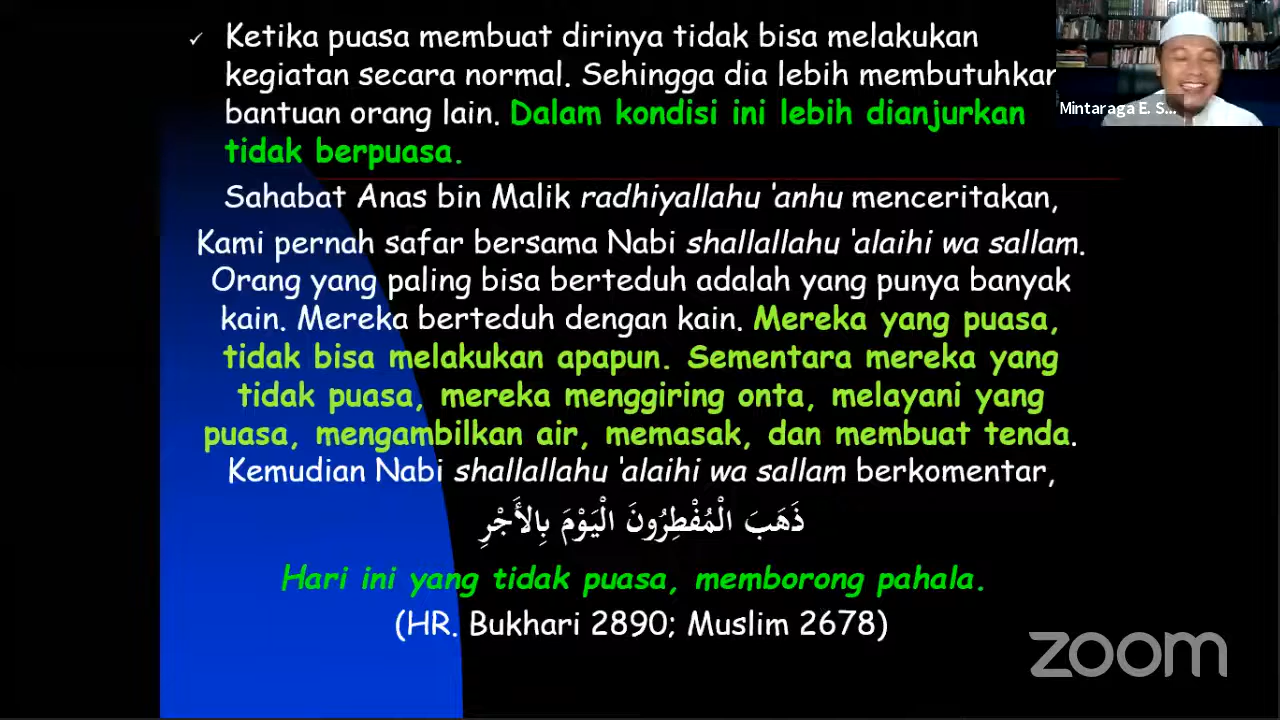 ✓ Ketika puasa membuat dirinya tidak bisa melakukan
kegiatan secara normal. Sehingga dia lebih membutuhkan
bantuan orang lain. Dalam kondisi ini lebih dianjurkan
tidak berpuasa.
Mintaraga E. S...
Sahabat Anas bin Malik radhiyallahu ‘anhu menceritakan,
Kami pernah safar bersama Nabi shallallahu ‘alaihi wa sallam.
Orang yang paling bisa berteduh adalah yang punya banyak
kain. Mereka berteduh dengan kain. Mereka yang puasa,
tidak bisa melakukan apapun. Sementara mereka yang
tidak puasa, mereka menggiring onta, melayani yang
puasa, mengambilkan air, memasak, dan membuat tenda.
Kemudian Nabi shallallahu ‘alaihi wa sallam berkomentar,
ذَهَبَ الْمُفْطِرُونَ الْيَوْمَ بِالأَجْرِ
Hari ini yang tidak puasa, memborong pahala.
(HR. Bukhari 2890; Muslim 2678)
zoom